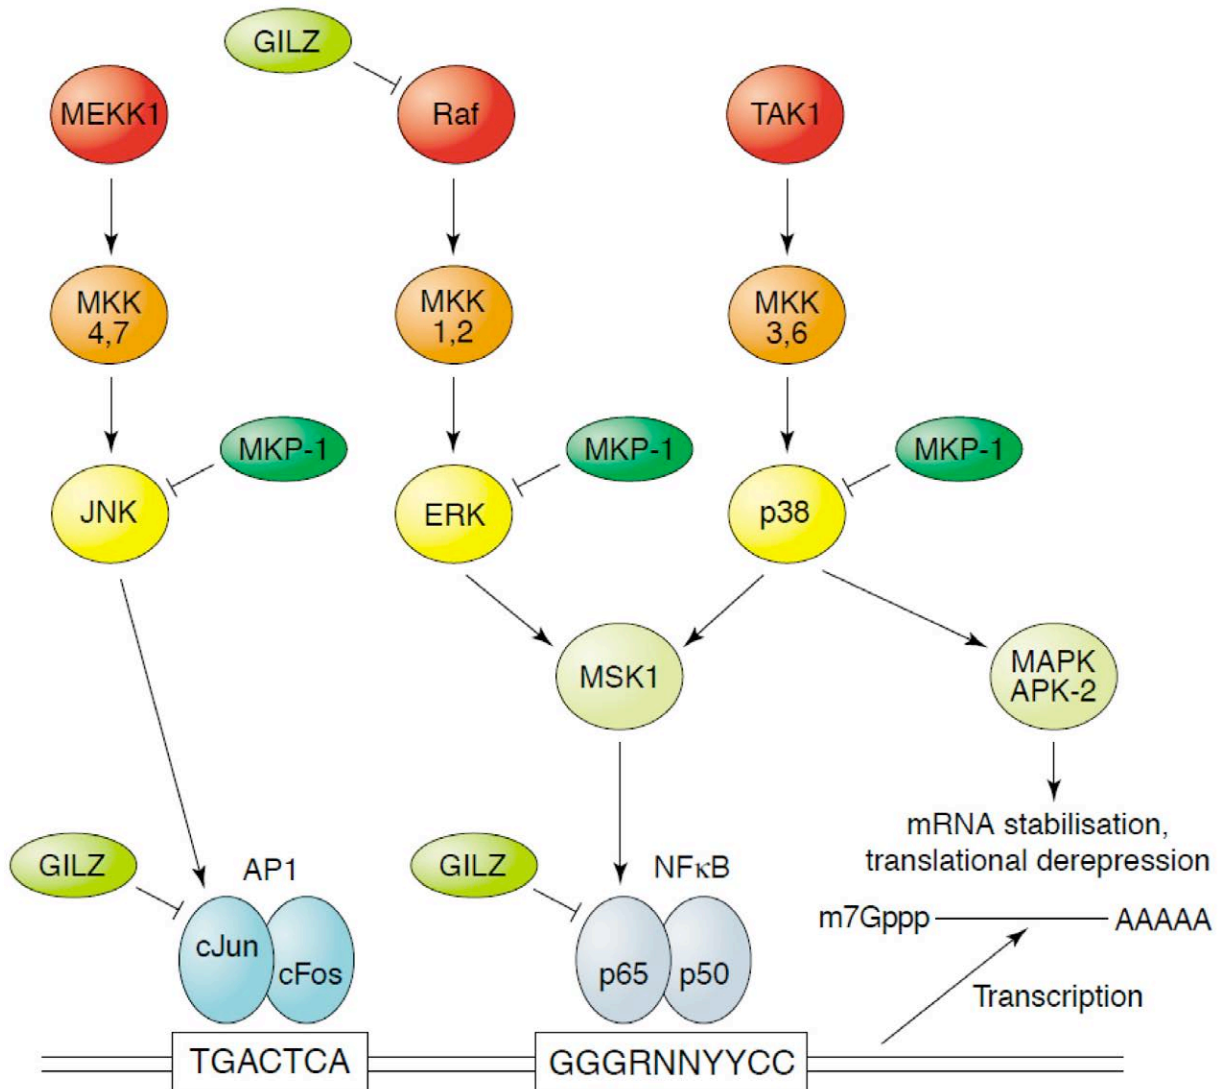 GILZ
MEKK1
Raf
TAK1
MKK
4,7
MKK
1,2
MKK
3,6
MKP-1
MKP-1
MKP-1
JNK
ERK
p38
MSK1
MAPK
APK-2
mRNA stabilisation,
translational derepression
GILZ
AP1
GILZ
NFκB
m7Gppp
AAAAA
cJun
cFos
p65
p50
Transcription
TGACTCA
GGGRNNYYCC